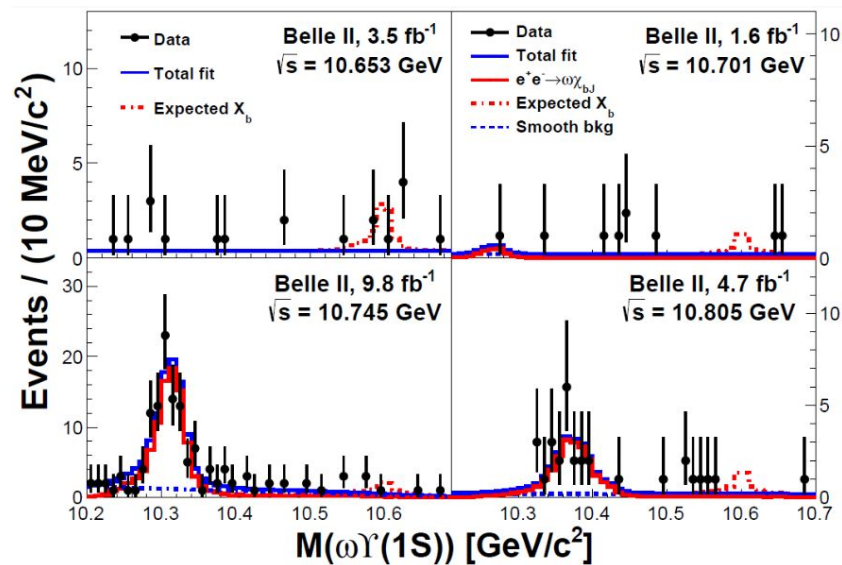 Events / (10 MeV/c²)
Data
Total fit
Expected X_b
Belle II, 3.5 fb⁻¹
√s = 10.653 GeV
10
5
0
Data
Total fit
e⁺e⁻→ωχ_bJ
Expected X_b
Smooth bkg
Belle II, 1.6 fb⁻¹
√s = 10.701 GeV
10
5
0
Belle II, 9.8 fb⁻¹
√s = 10.745 GeV
30
20
10
0
Belle II, 4.7 fb⁻¹
√s = 10.805 GeV
10
5
0
10.2 10.3 10.4 10.5 10.6 10.3 10.4 10.5 10.6 10.7
M(ωϒ(1S)) [GeV/c²]